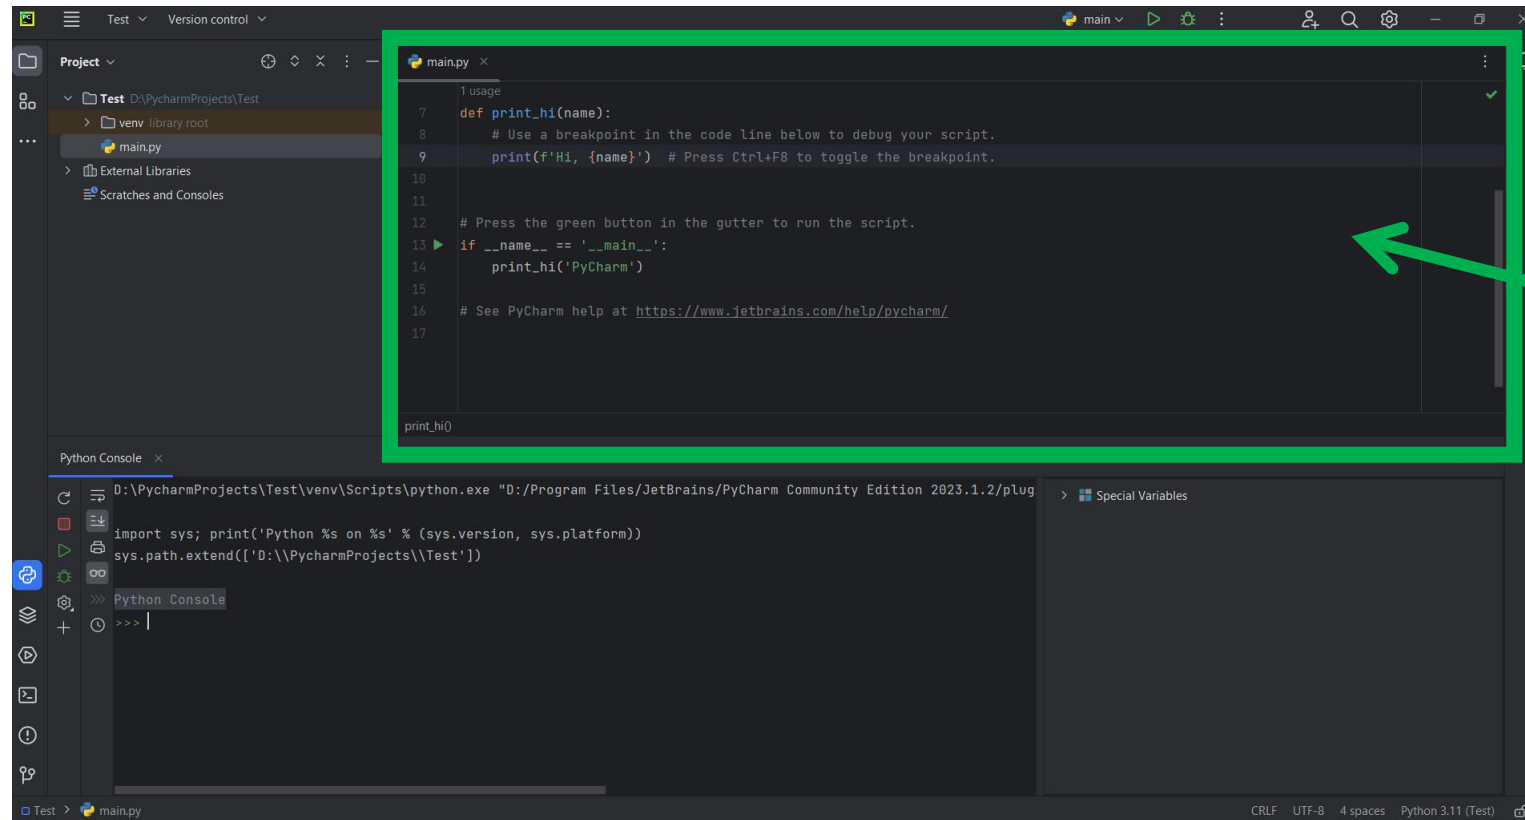 PC
Test
Version control
main
Project
main.py
Test D:\PycharmProjects\Test
venv library root
main.py
External Libraries
Scratches and Consoles
1 usage
7 def print_hi(name):
8 # Use a breakpoint in the code line below to debug your script.
9 print(f'Hi, {name}') # Press Ctrl+F8 to toggle the breakpoint.
10
11
12 # Press the green button in the gutter to run the script.
13 if __name__ == '__main__':
14 print_hi('PyCharm')
15
16 # See PyCharm help at https://www.jetbrains.com/help/pycharm/
17
print_hi()
Python Console
D:\PycharmProjects\Test\venv\Scripts\python.exe "D:/Program Files/JetBrains/PyCharm Community Edition 2023.1.2/plug
import sys; print('Python %s on %s' % (sys.version, sys.platform))
sys.path.extend(['D:\\PycharmProjects\\Test'])
Python Console
>>>
Special Variables
Test > main.py
CRLF UTF-8 4 spaces Python 3.11 (Test)